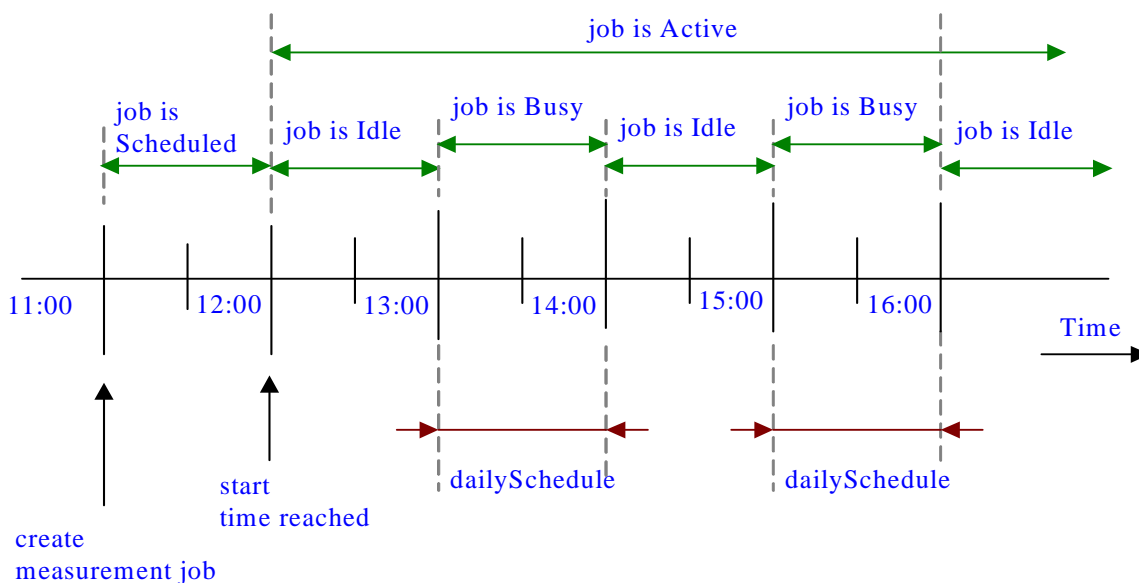 job is Active
job is
Scheduled
job is Idle
job is Busy
job is Idle
job is Busy
job is Idle
11:00
12:00
13:00
14:00
15:00
16:00
Time
dailySchedule
dailySchedule
start
time reached
create
measurement job